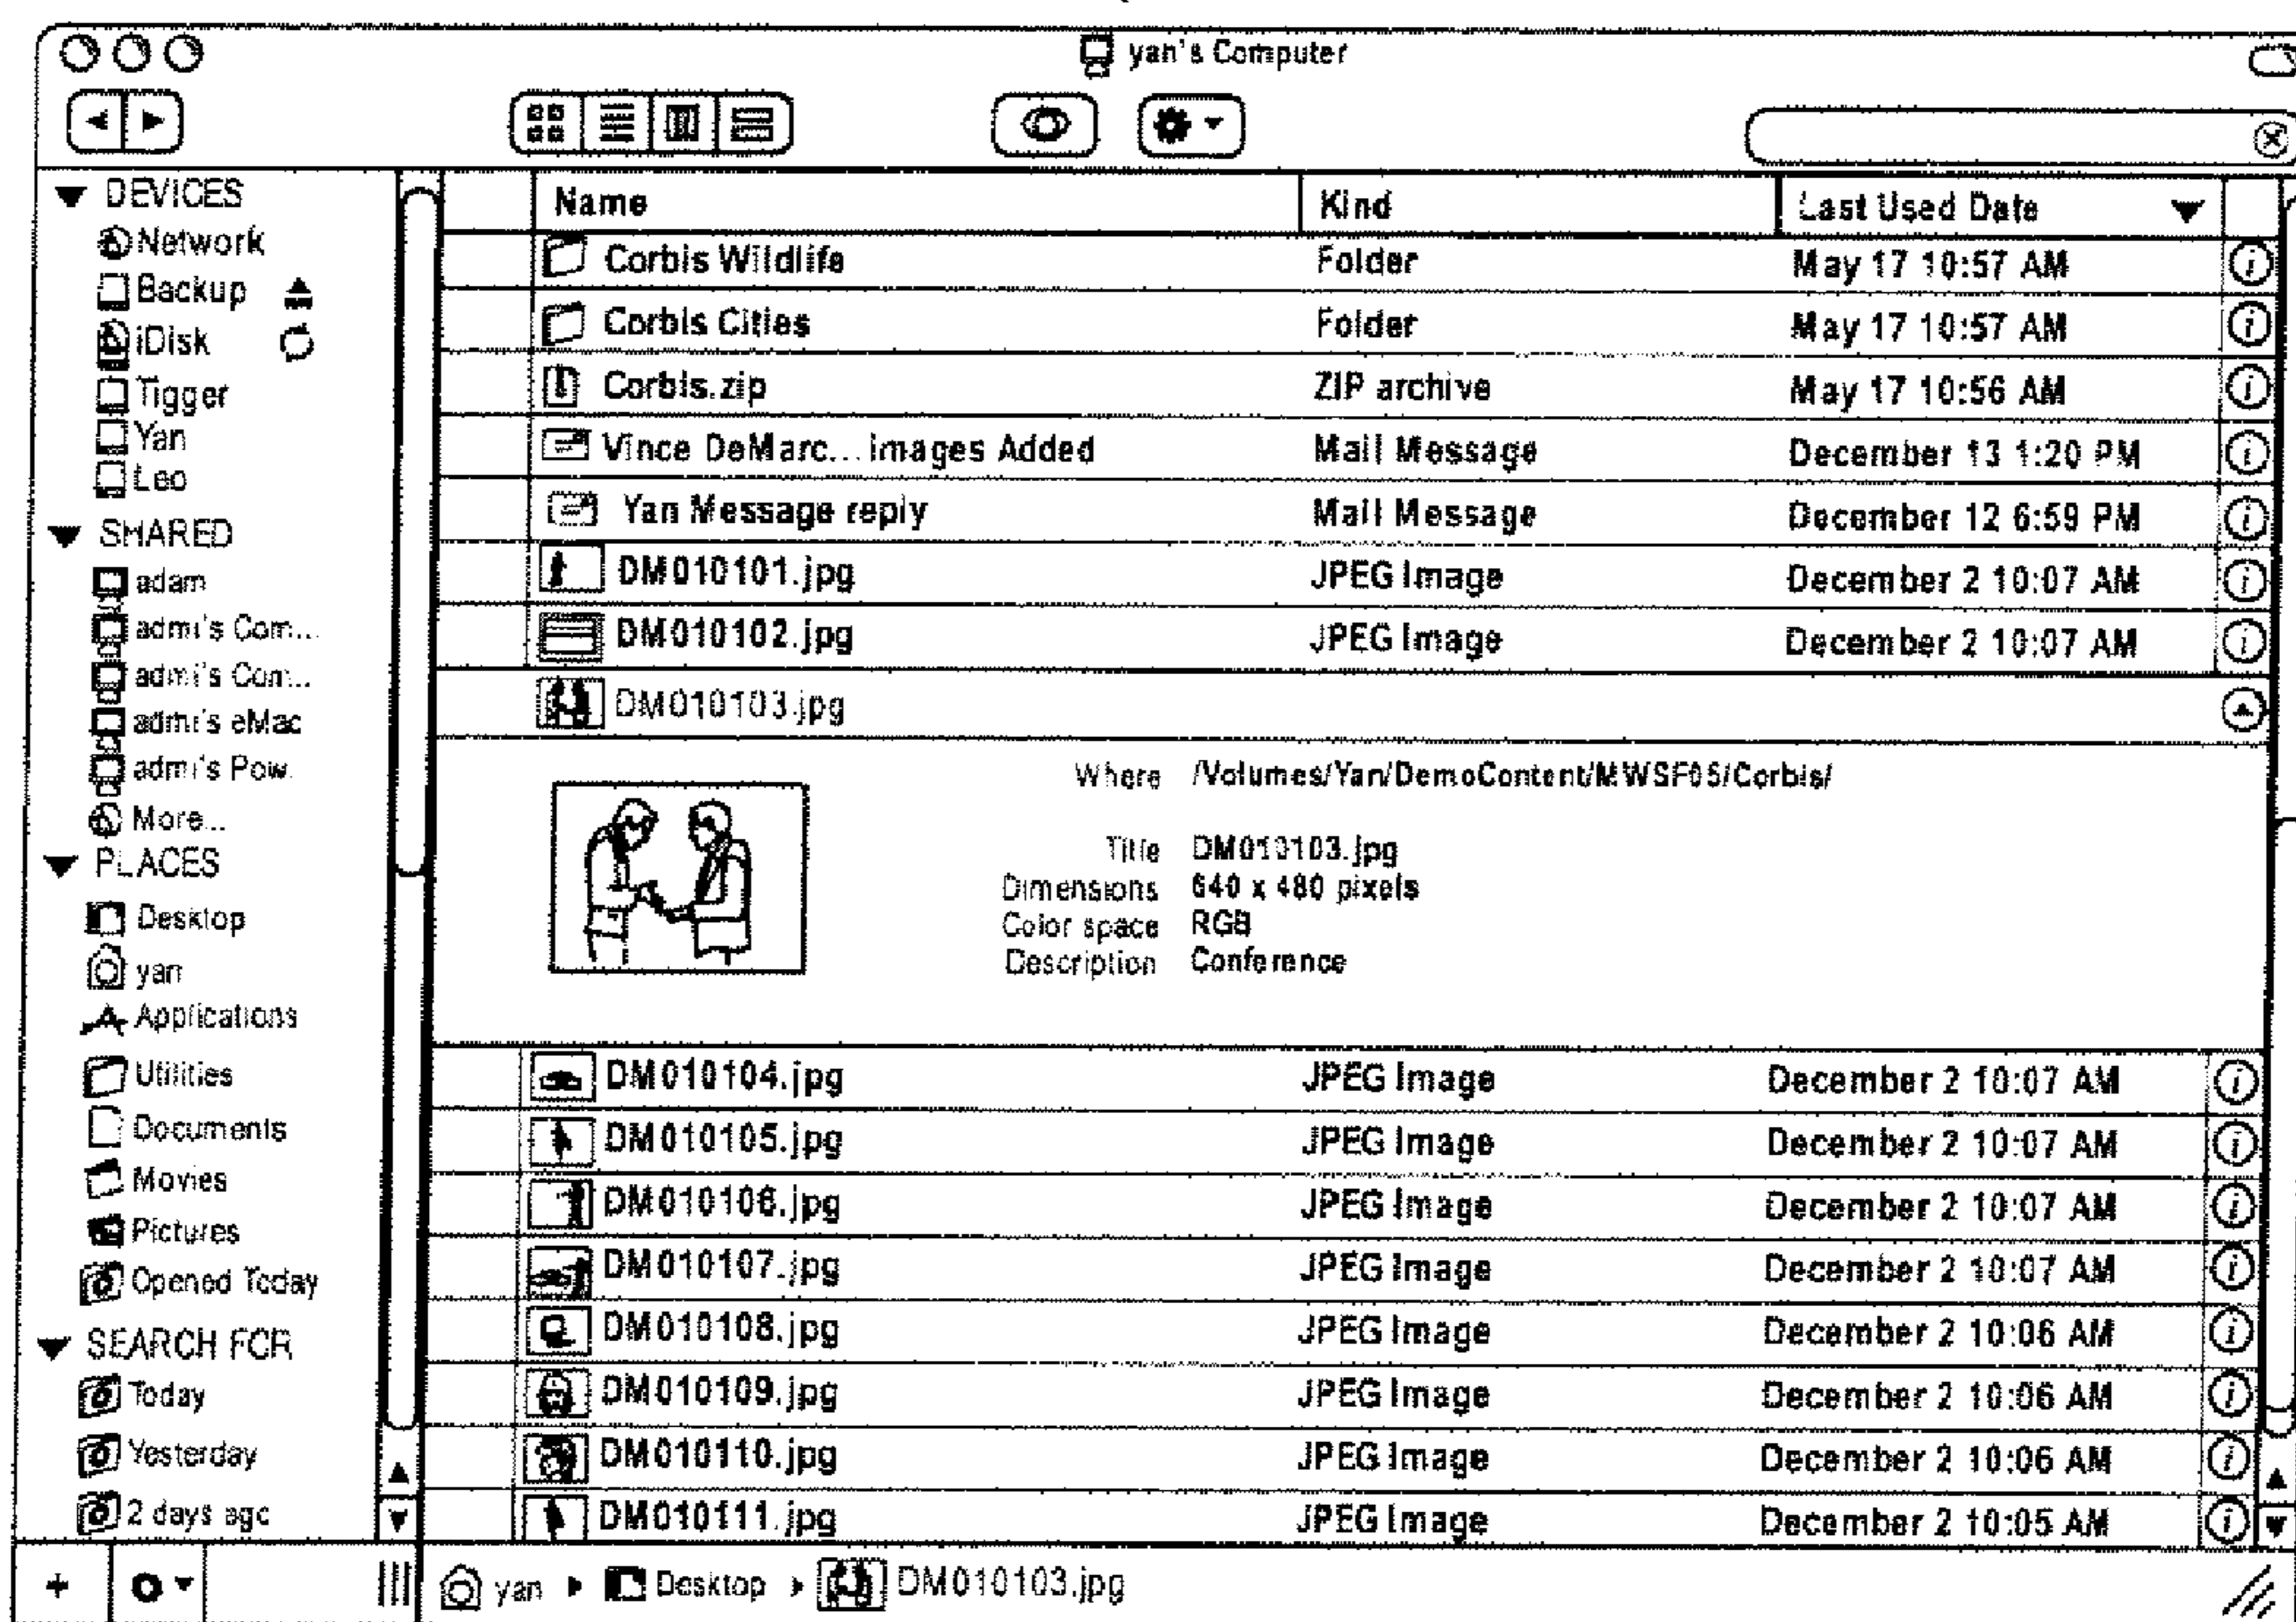 yan's Computer
DEVICES
Network
Backup
iDisk
Tigger
Yan
Leo
SHARED
adam
admi's Com...
admi's Com...
admi's eMac
admi's Pow.
More...
PLACES
Desktop
yan
Applications
Utilities
Documents
Movies
Pictures
Opened Today
SEARCH FOR
Today
Yesterday
2 days ago
Name Kind Last Used Date
Corbis Wildlife Folder May 17 10:57 AM
Corbis Cities Folder May 17 10:57 AM
Corbis.zip ZIP archive May 17 10:56 AM
Vince DeMarc... images Added Mail Message December 13 1:20 PM
Yan Message reply Mail Message December 12 6:59 PM
DM010101.jpg JPEG Image December 2 10:07 AM
DM010102.jpg JPEG Image December 2 10:07 AM
DM010103.jpg
Where /Volumes/Yan/DemoContent/MWSF05/Corbis/
Title DM010103.jpg
Dimensions 640 x 480 pixels
Color space RGB
Description Conference
DM010104.jpg JPEG Image December 2 10:07 AM
DM010105.jpg JPEG Image December 2 10:07 AM
DM010106.jpg JPEG Image December 2 10:07 AM
DM010107.jpg JPEG Image December 2 10:07 AM
DM010108.jpg JPEG Image December 2 10:06 AM
DM010109.jpg JPEG Image December 2 10:06 AM
DM010110.jpg JPEG Image December 2 10:06 AM
DM010111.jpg JPEG Image December 2 10:05 AM
yan Desktop DM010103.jpg